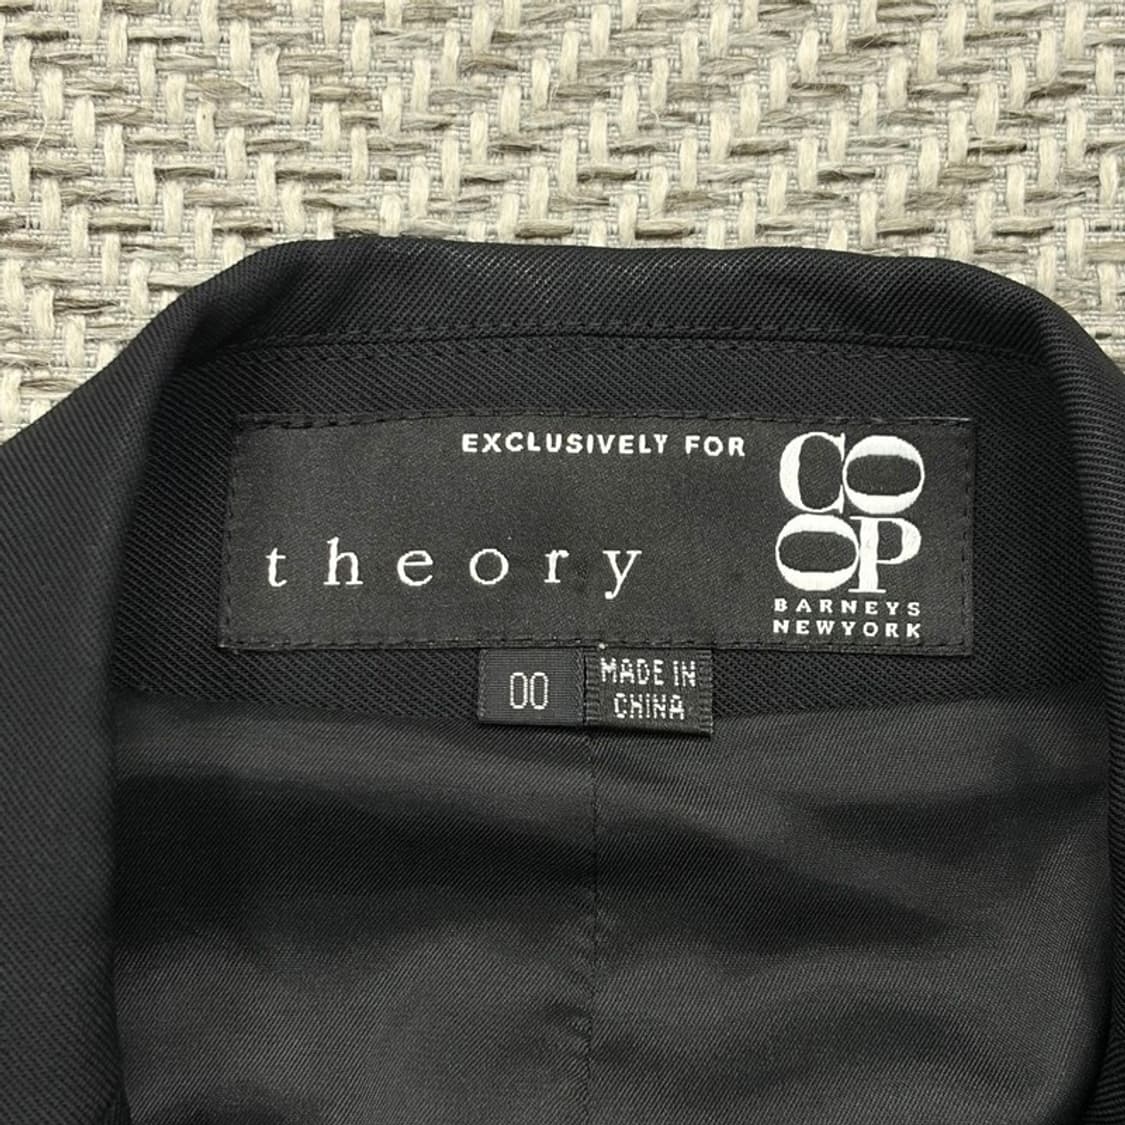 EXCLUSIVELY FOR
CO
OP
BARNEYS
NEWYORK
theory
00
MADE IN
CHINA